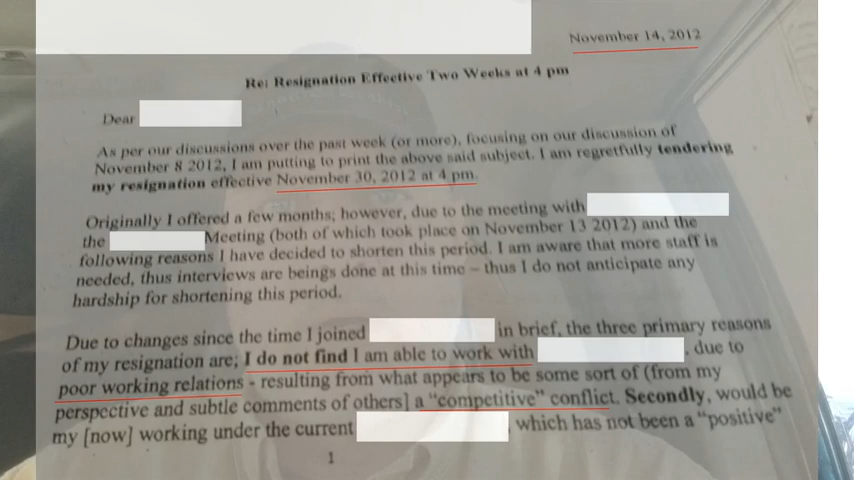 November 14, 2012
Re: Resignation Effective Two Weeks at 4 pm
Dear
As per our discussions over the past week (or more), focusing on our discussion of
November 8 2012, I am putting to print the above said subject. I am regretfully tendering
my resignation effective November 30, 2012 at 4 pm.
Originally I offered a few months; however, due to the meeting with
the Meeting (both of which took place on November 13 2012) and the
following reasons I have decided to shorten this period. I am aware that more staff is
needed, thus interviews are beings done at this time – thus I do not anticipate any
hardship for shortening this period.
Due to changes since the time I joined in brief, the three primary reasons
of my resignation are; I do not find I am able to work with , due to
poor working relations - resulting from what appears to be some sort of (from my
perspective and subtle comments of others] a "competitive" conflict. Secondly, would be
my [now] working under the current , which has not been a "positive"
1